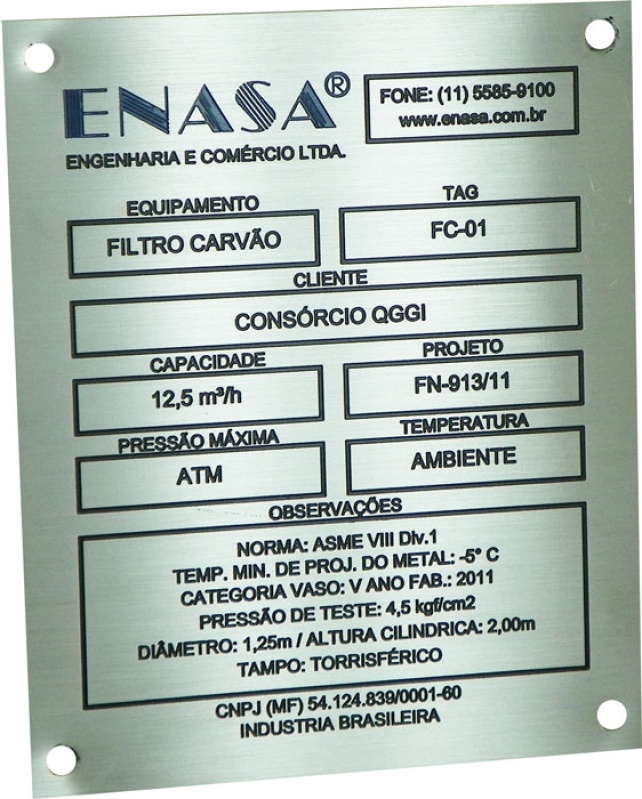 ENASA®
ENGENHARIA E COMÉRCIO LTDA.
FONE: (11) 5585-9100
www.enasa.com.br
EQUIPAMENTO
FILTRO CARVÃO
TAG
FC-01
CLIENTE
CONSÓRCIO QGGI
CAPACIDADE
12,5 m³/h
PROJETO
FN-913/11
PRESSÃO MÁXIMA
ATM
TEMPERATURA
AMBIENTE
OBSERVAÇÕES
NORMA: ASME VIII Div.1
TEMP. MIN. DE PROJ. DO METAL: -5° C
CATEGORIA VASO: V ANO FAB.: 2011
PRESSÃO DE TESTE: 4,5 kgf/cm2
DIÂMETRO: 1,25m / ALTURA CILINDRICA: 2,00m
TAMPO: TORRISFÉRICO
CNPJ (MF) 54.124.839/0001-60
INDUSTRIA BRASILEIRA